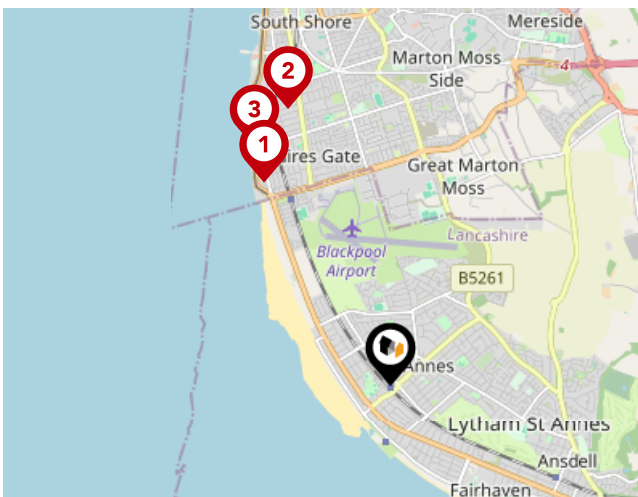 South Shore
Mereside
Marton Moss
Side
4
2
3
1
ires Gate
Great Marton
Moss
Lancashire
Blackpool
Airport
B5261
Annes
Lytham St Annes
Ansdell
Fairhaven